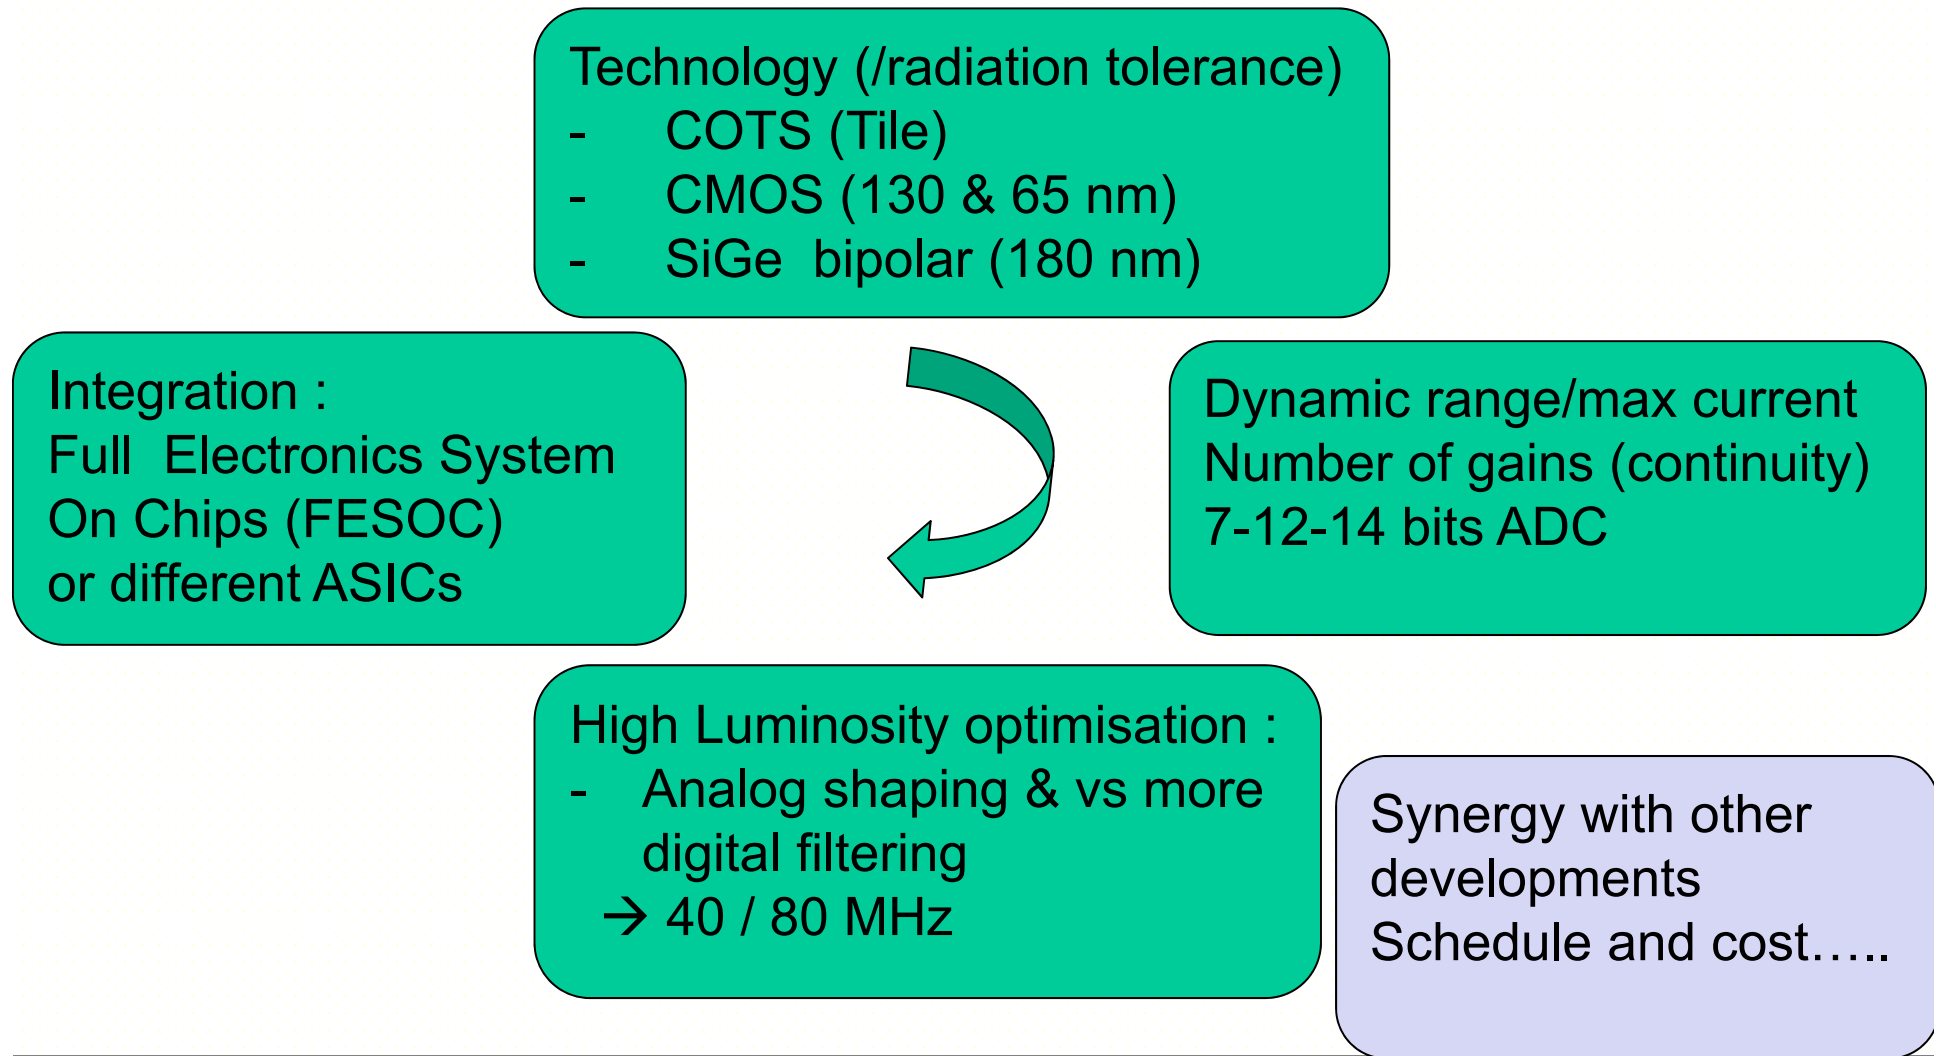 Technology (/radiation tolerance)
- COTS (Tile)
- CMOS (130 & 65 nm)
- SiGe bipolar (180 nm)
Integration :
Full Electronics System
On Chips (FESOC)
or different ASICs
Dynamic range/max current
Number of gains (continuity)
7-12-14 bits ADC
High Luminosity optimisation :
- Analog shaping & vs more
digital filtering
→ 40 / 80 MHz
Synergy with other
developments
Schedule and cost…..